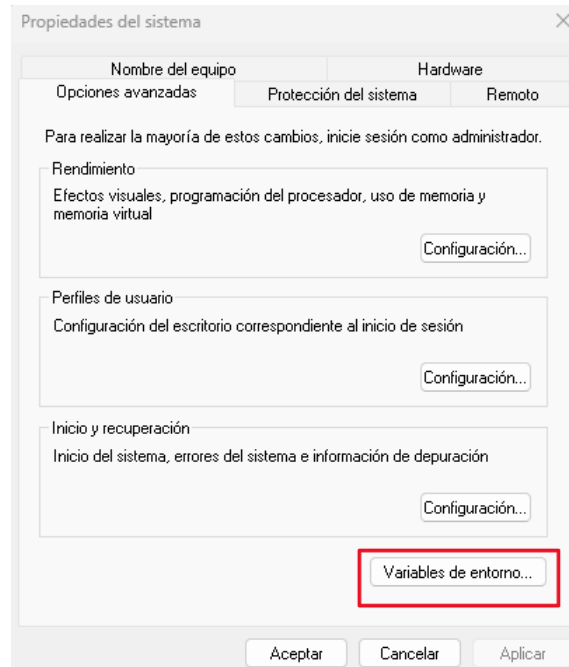 Propiedades del sistema
Nombre del equipo
Hardware
Opciones avanzadas
Protección del sistema
Remoto
Para realizar la mayoría de estos cambios, inicie sesión como administrador.
Rendimiento
Efectos visuales, programación del procesador, uso de memoria y
memoria virtual
Configuración...
Perfiles de usuario
Configuración del escritorio correspondiente al inicio de sesión
Configuración...
Inicio y recuperación
Inicio del sistema, errores del sistema e información de depuración
Configuración...
Variables de entorno...
Aceptar
Cancelar
Aplicar